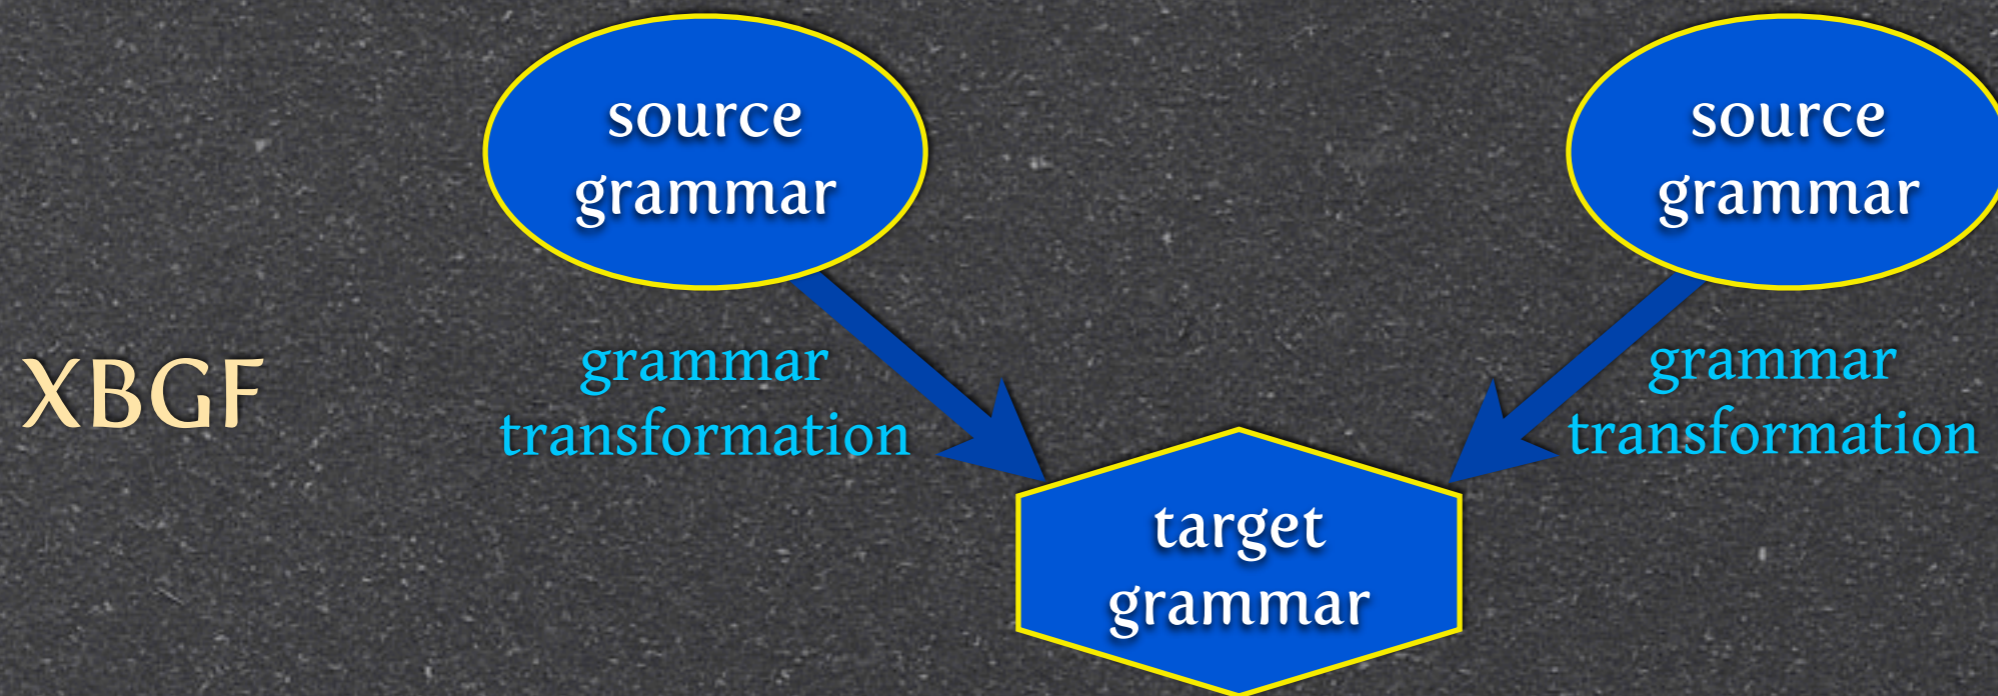 source
grammar
source
grammar
XBGF
grammar
transformation
grammar
transformation
target
grammar